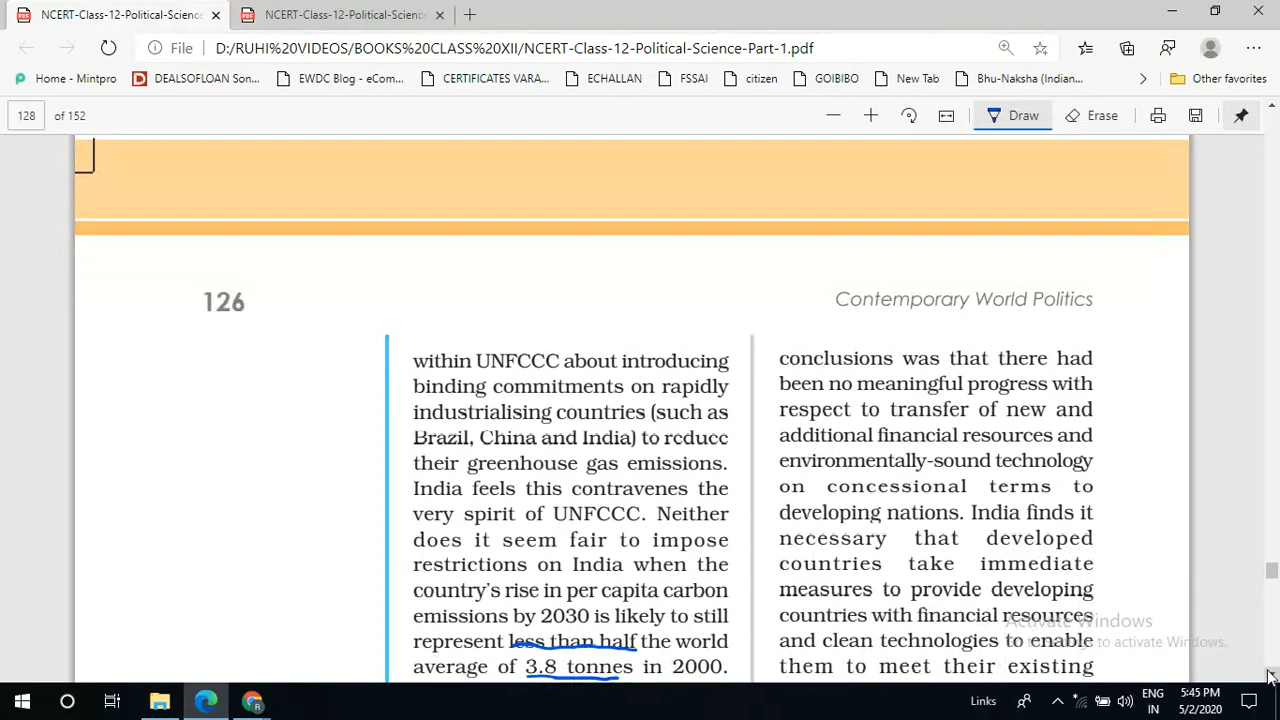 NCERT-Class-12-Political-Science
NCERT-Class-12-Political-Science
File
D:/RUHI%20VIDEOS/BOOKS%20CLASS%20XII/NCERT-Class-12-Political-Science-Part-1.pdf
Home - Mintpro
DEALSOFLOAN Son...
EWDC Blog - eCom...
CERTIFICATES VARA...
ECHALLAN
FSSAI
citizen
GOIBIBO
New Tab
Bhu-Naksha (Indian...
Other favorites
128 of 152
Draw
Erase
126
Contemporary World Politics
within UNFCCC about introducing
binding commitments on rapidly
industrialising countries (such as
Brazil, China and India) to reduce
their greenhouse gas emissions.
India feels this contravenes the
very spirit of UNFCCC. Neither
does it seem fair to impose
restrictions on India when the
country's rise in per capita carbon
emissions by 2030 is likely to still
represent less than half the world
average of 3.8 tonnes in 2000.
conclusions was that there had
been no meaningful progress with
respect to transfer of new and
additional financial resources and
environmentally-sound technology
on concessional terms to
developing nations. India finds it
necessary that developed
countries take immediate
measures to provide developing
countries with financial resources
and clean technologies to enable
them to meet their existing
Activate Windows
Go to Settings to activate Windows.
Links
ENG
IN
5:45 PM
5/2/2020